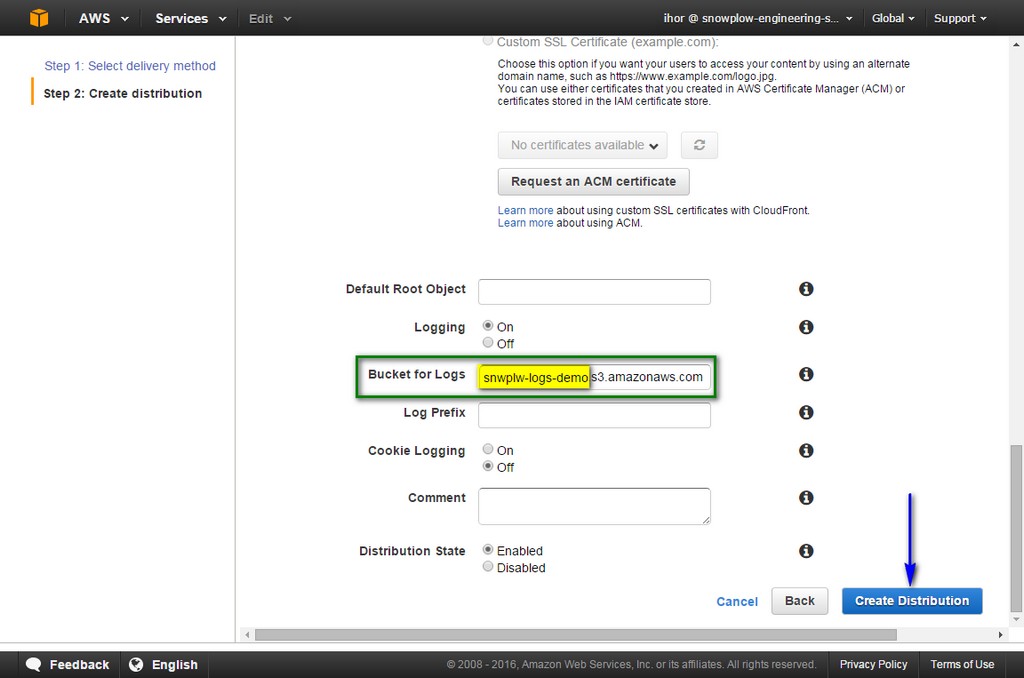 AWS Services Edit ihor @ snowplow-engineering-s... Global Support
Step 1: Select delivery method
Step 2: Create distribution
Custom SSL Certificate (example.com):
Choose this option if you want your users to access your content by using an alternate
domain name, such as https://www.example.com/logo.jpg.
You can use either certificates that you created in AWS Certificate Manager (ACM) or
certificates stored in the IAM certificate store.
No certificates available
Request an ACM certificate
Learn more about using custom SSL certificates with CloudFront.
Learn more about using ACM.
Default Root Object
Logging On
Off
Bucket for Logs snwplw-logs-demo s3.amazonaws.com
Log Prefix
Cookie Logging On
Off
Comment
Distribution State Enabled
Disabled
Cancel Back Create Distribution
Feedback English © 2008 - 2016, Amazon Web Services, Inc. or its affiliates. All rights reserved. Privacy Policy Terms of Use